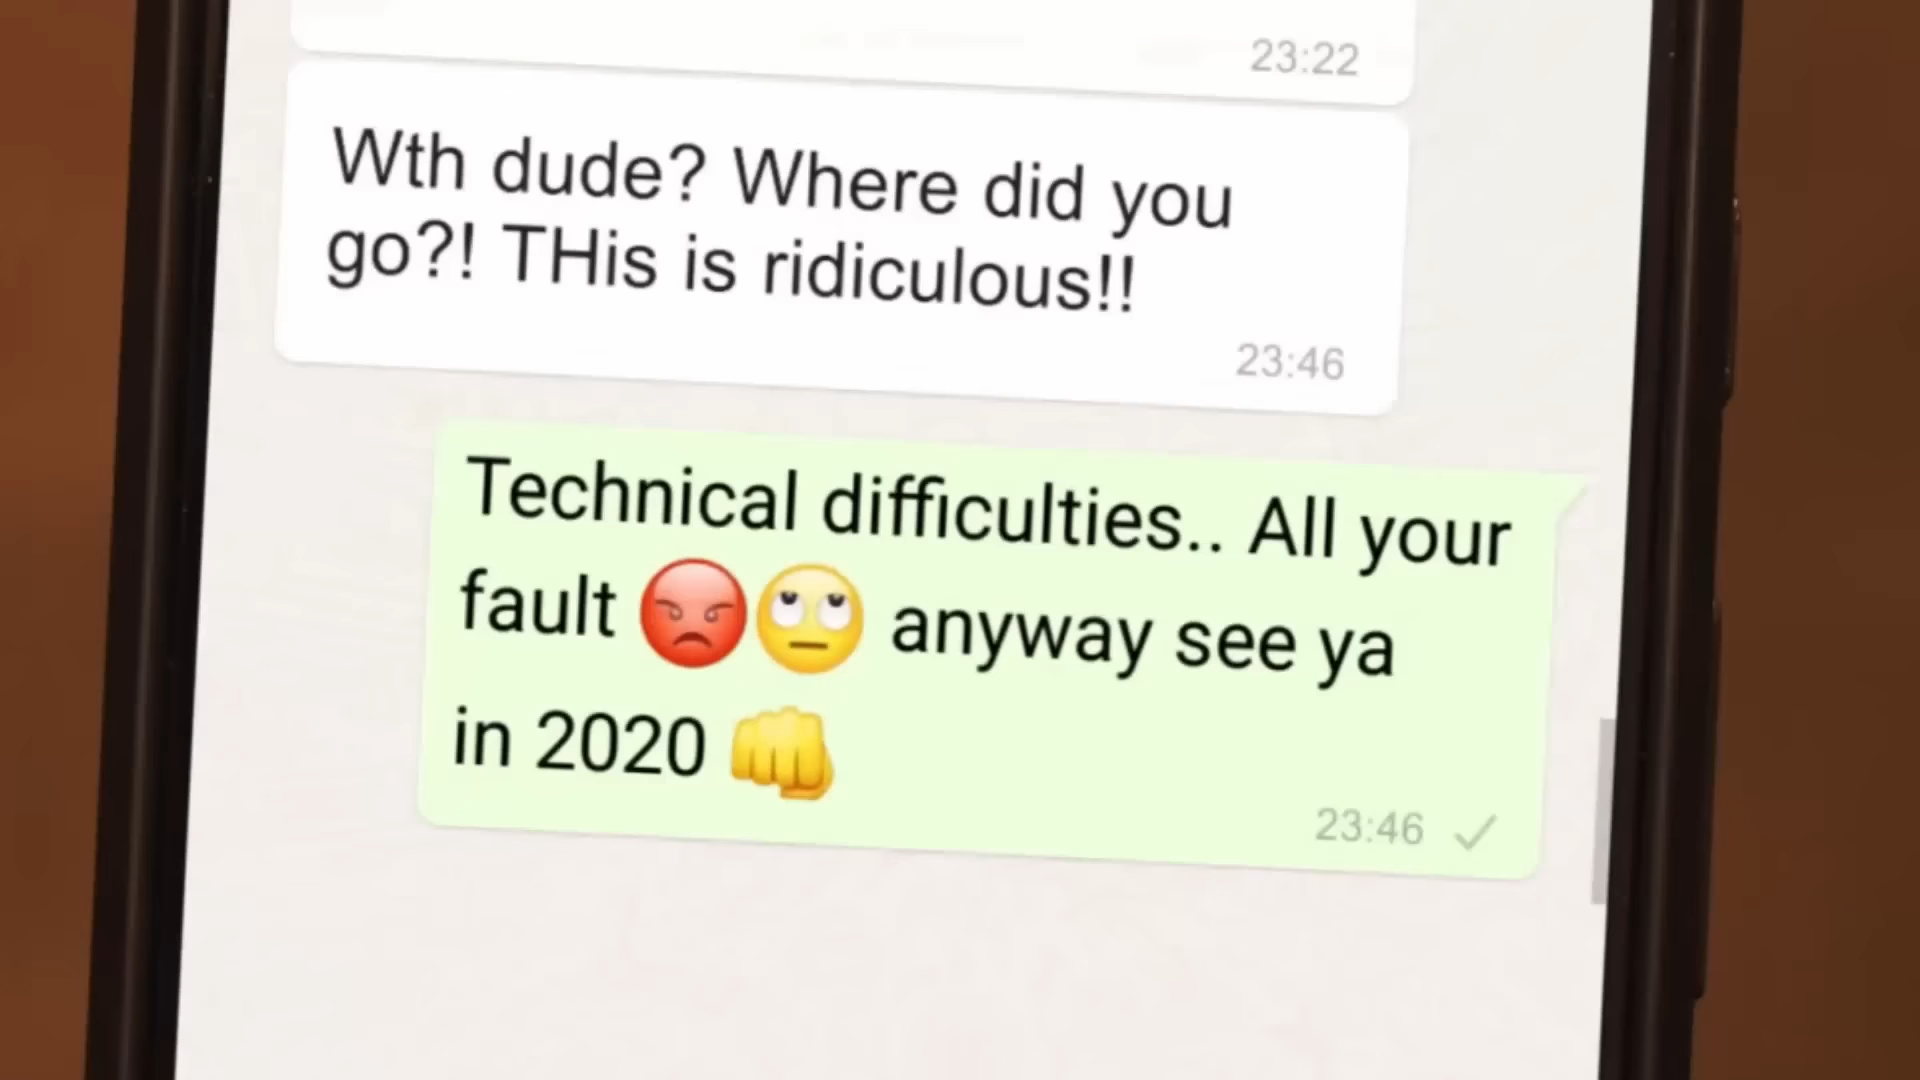 23:22
Wth dude? Where did you
go?! THis is ridiculous!!
23:46
Technical difficulties.. All your
fault 😡🙄 anyway see ya
in 2020 👊
23:46